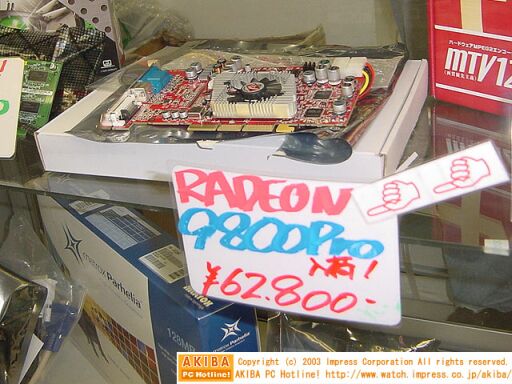 ハードウェアMPEG2エンコー
MTV12
RADEON
9800Pro
入荷!
¥62.800-
matrox Parhelia
128MB
AKIBA
PC Hotline!
Copyright (c) 2003 Impress Corporation All rights reserved.
AKIBA PC Hotline! http://www.watch.impress.co.jp/akiba/